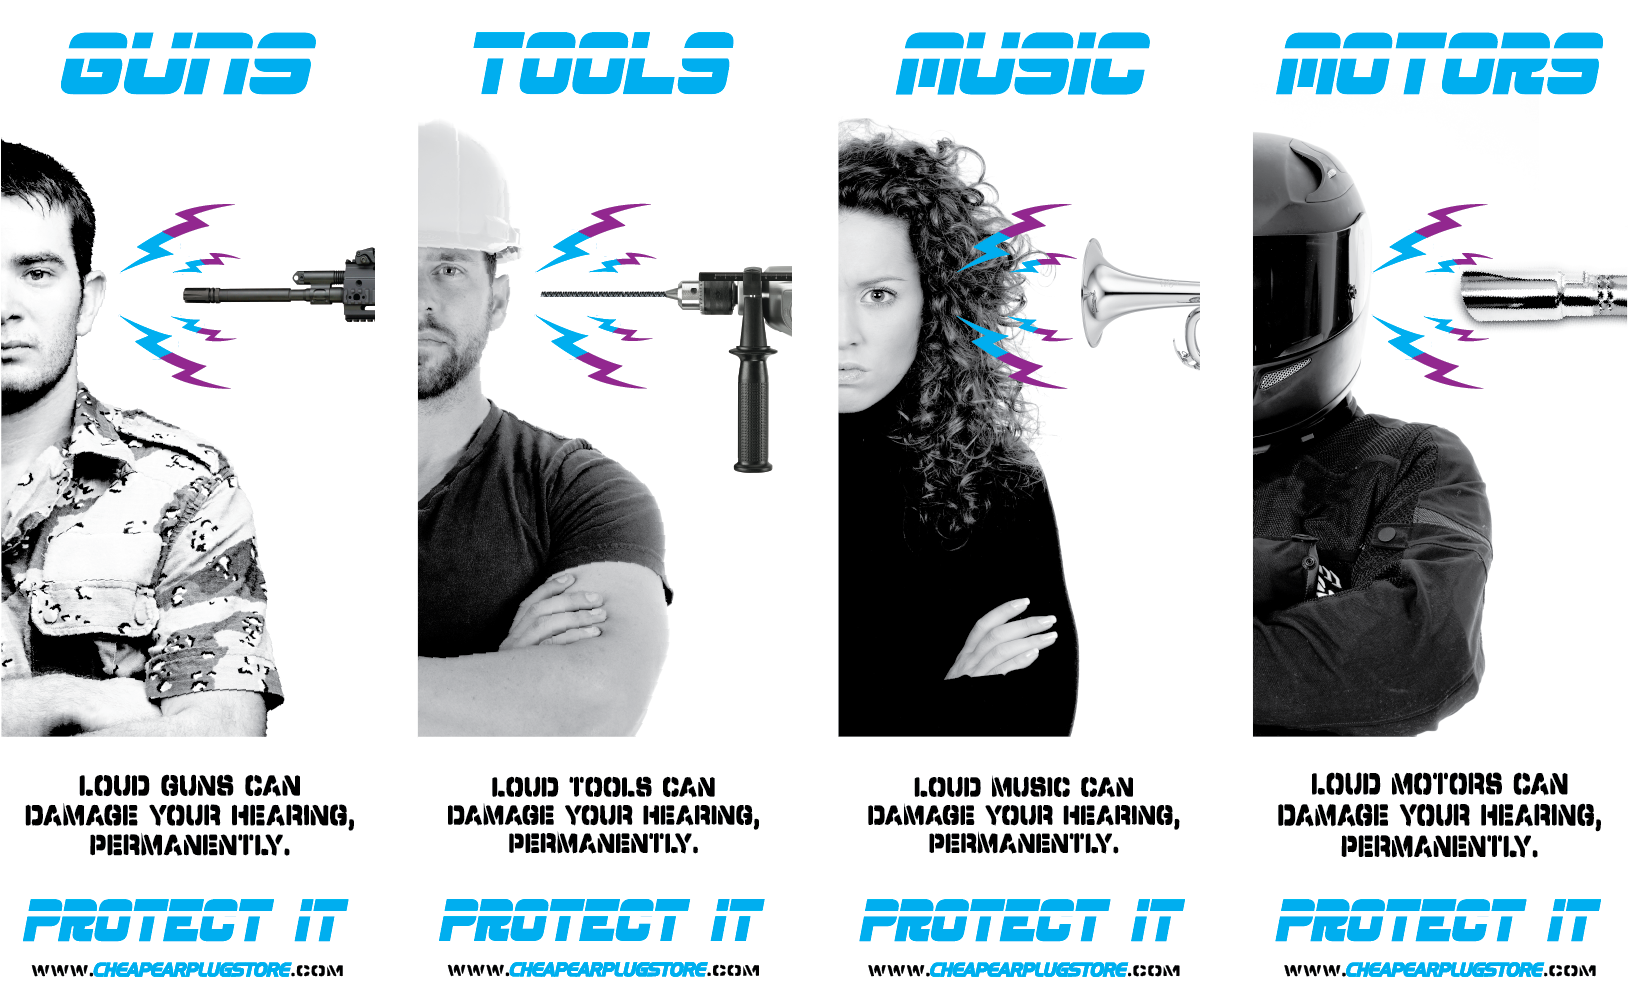 GUNS
LOUD GUNS CAN
DAMAGE YOUR HEARING,
PERMANENTLY.
PROTECT IT
WWW.CHEAPEARPLUGSTORE.COM
TOOLS
LOUD TOOLS CAN
DAMAGE YOUR HEARING,
PERMANENTLY.
PROTECT IT
WWW.CHEAPEARPLUGSTORE.COM
MUSIC
LOUD MUSIC CAN
DAMAGE YOUR HEARING,
PERMANENTLY.
PROTECT IT
WWW.CHEAPEARPLUGSTORE.COM
MOTORS
LOUD MOTORS CAN
DAMAGE YOUR HEARING,
PERMANENTLY.
PROTECT IT
WWW.CHEAPEARPLUGSTORE.COM